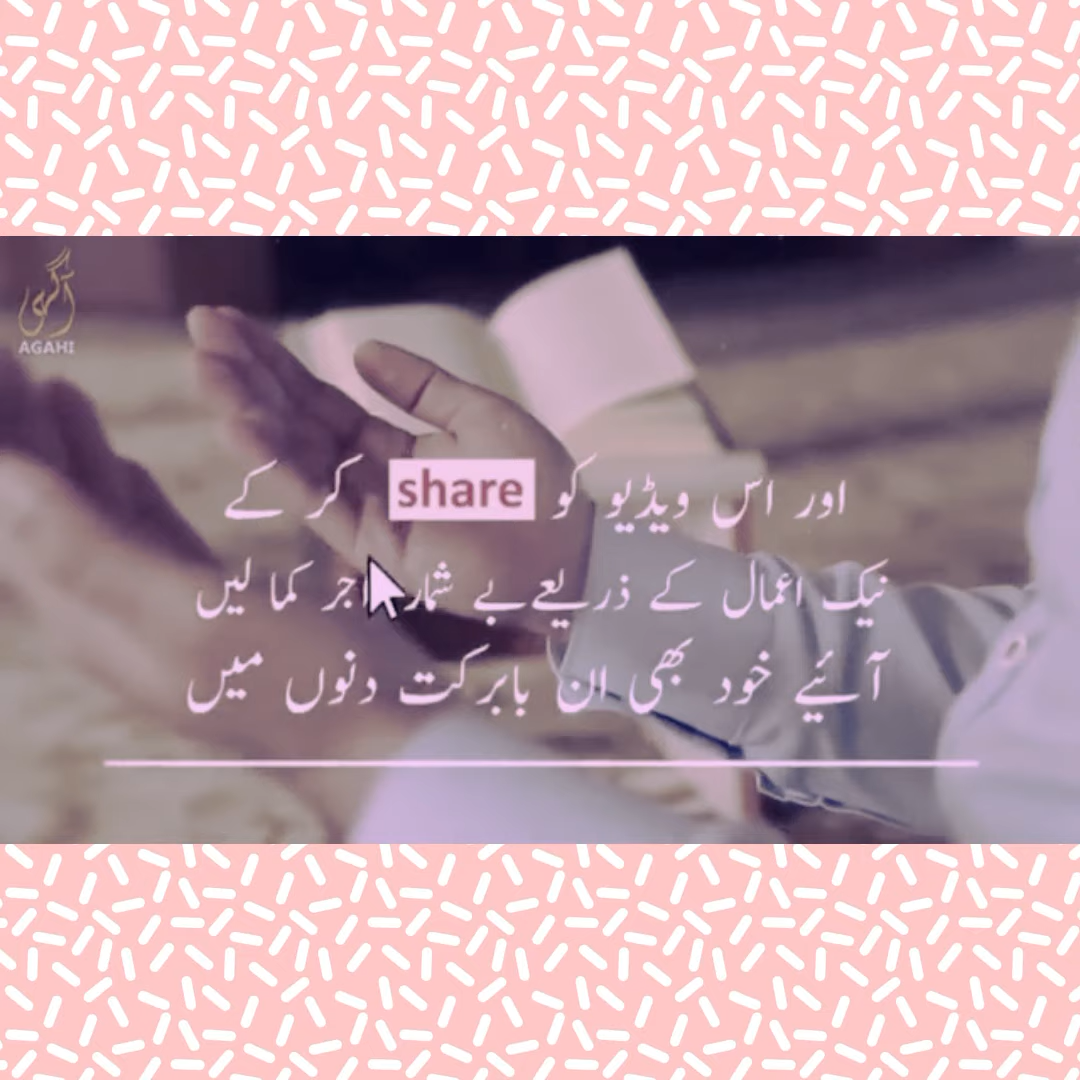 آگہی
AGAHI
اور اس ویڈیو کو share کر کے
نیک اعمال کے ذریعے بے شمار اجر کما لیں
آئیے خود بھی ان بابرکت دنوں میں